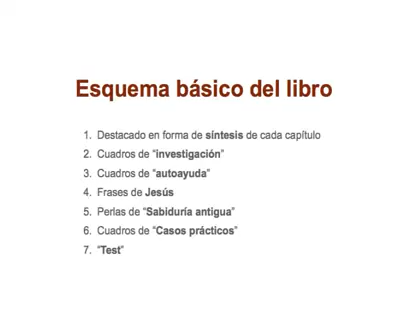 Esquema básico del libro
1. Destacado en forma de síntesis de cada capítulo
2. Cuadros de “investigación”
3. Cuadros de “autoayuda”
4. Frases de Jesús
5. Perlas de “Sabiduría antigua”
6. Cuadros de “Casos prácticos”
7. “Test”